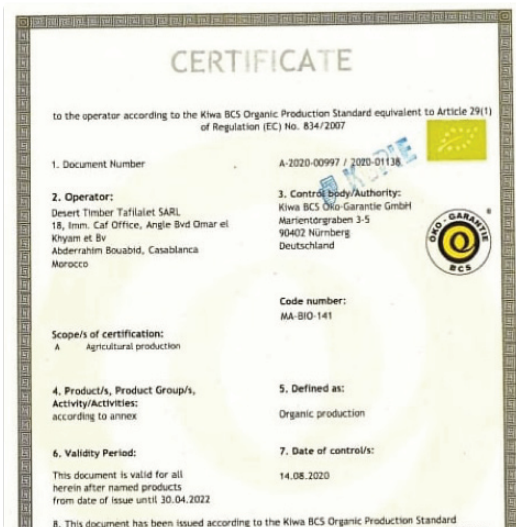 CERTIFICATE
to the operator according to the Kiwa BCS Organic Production Standard equivalent to Article 29(1)
of Regulation (EC) No. 834/2007
1. Document Number
A-2020-00997 / 2020-01138
KOPIE
2. Operator:
Desert Timber Tafilalet SARL
18, Imm. Caf Office, Angle Bvd Omar el
Khyam et Bv
Abderrahim Bouabid, Casablanca
Morocco
3. Control body/Authority:
Kiwa BCS Öko-Garantie GmbH
Marientorgraben 3-5
90402 Nürnberg
Deutschland
ÖKO - GARANTIE
BCS
®
Code number:
MA-BIO-141
Scope/s of certification:
A Agricultural production
4. Product/s, Product Group/s,
Activity/Activities:
according to annex
5. Defined as:
Organic production
6. Validity Period:
This document is valid for all
herein after named products
from date of issue until 30.04.2022
7. Date of control/s:
14.08.2020
8. This document has been issued according to the Kiwa BCS Organic Production Standard